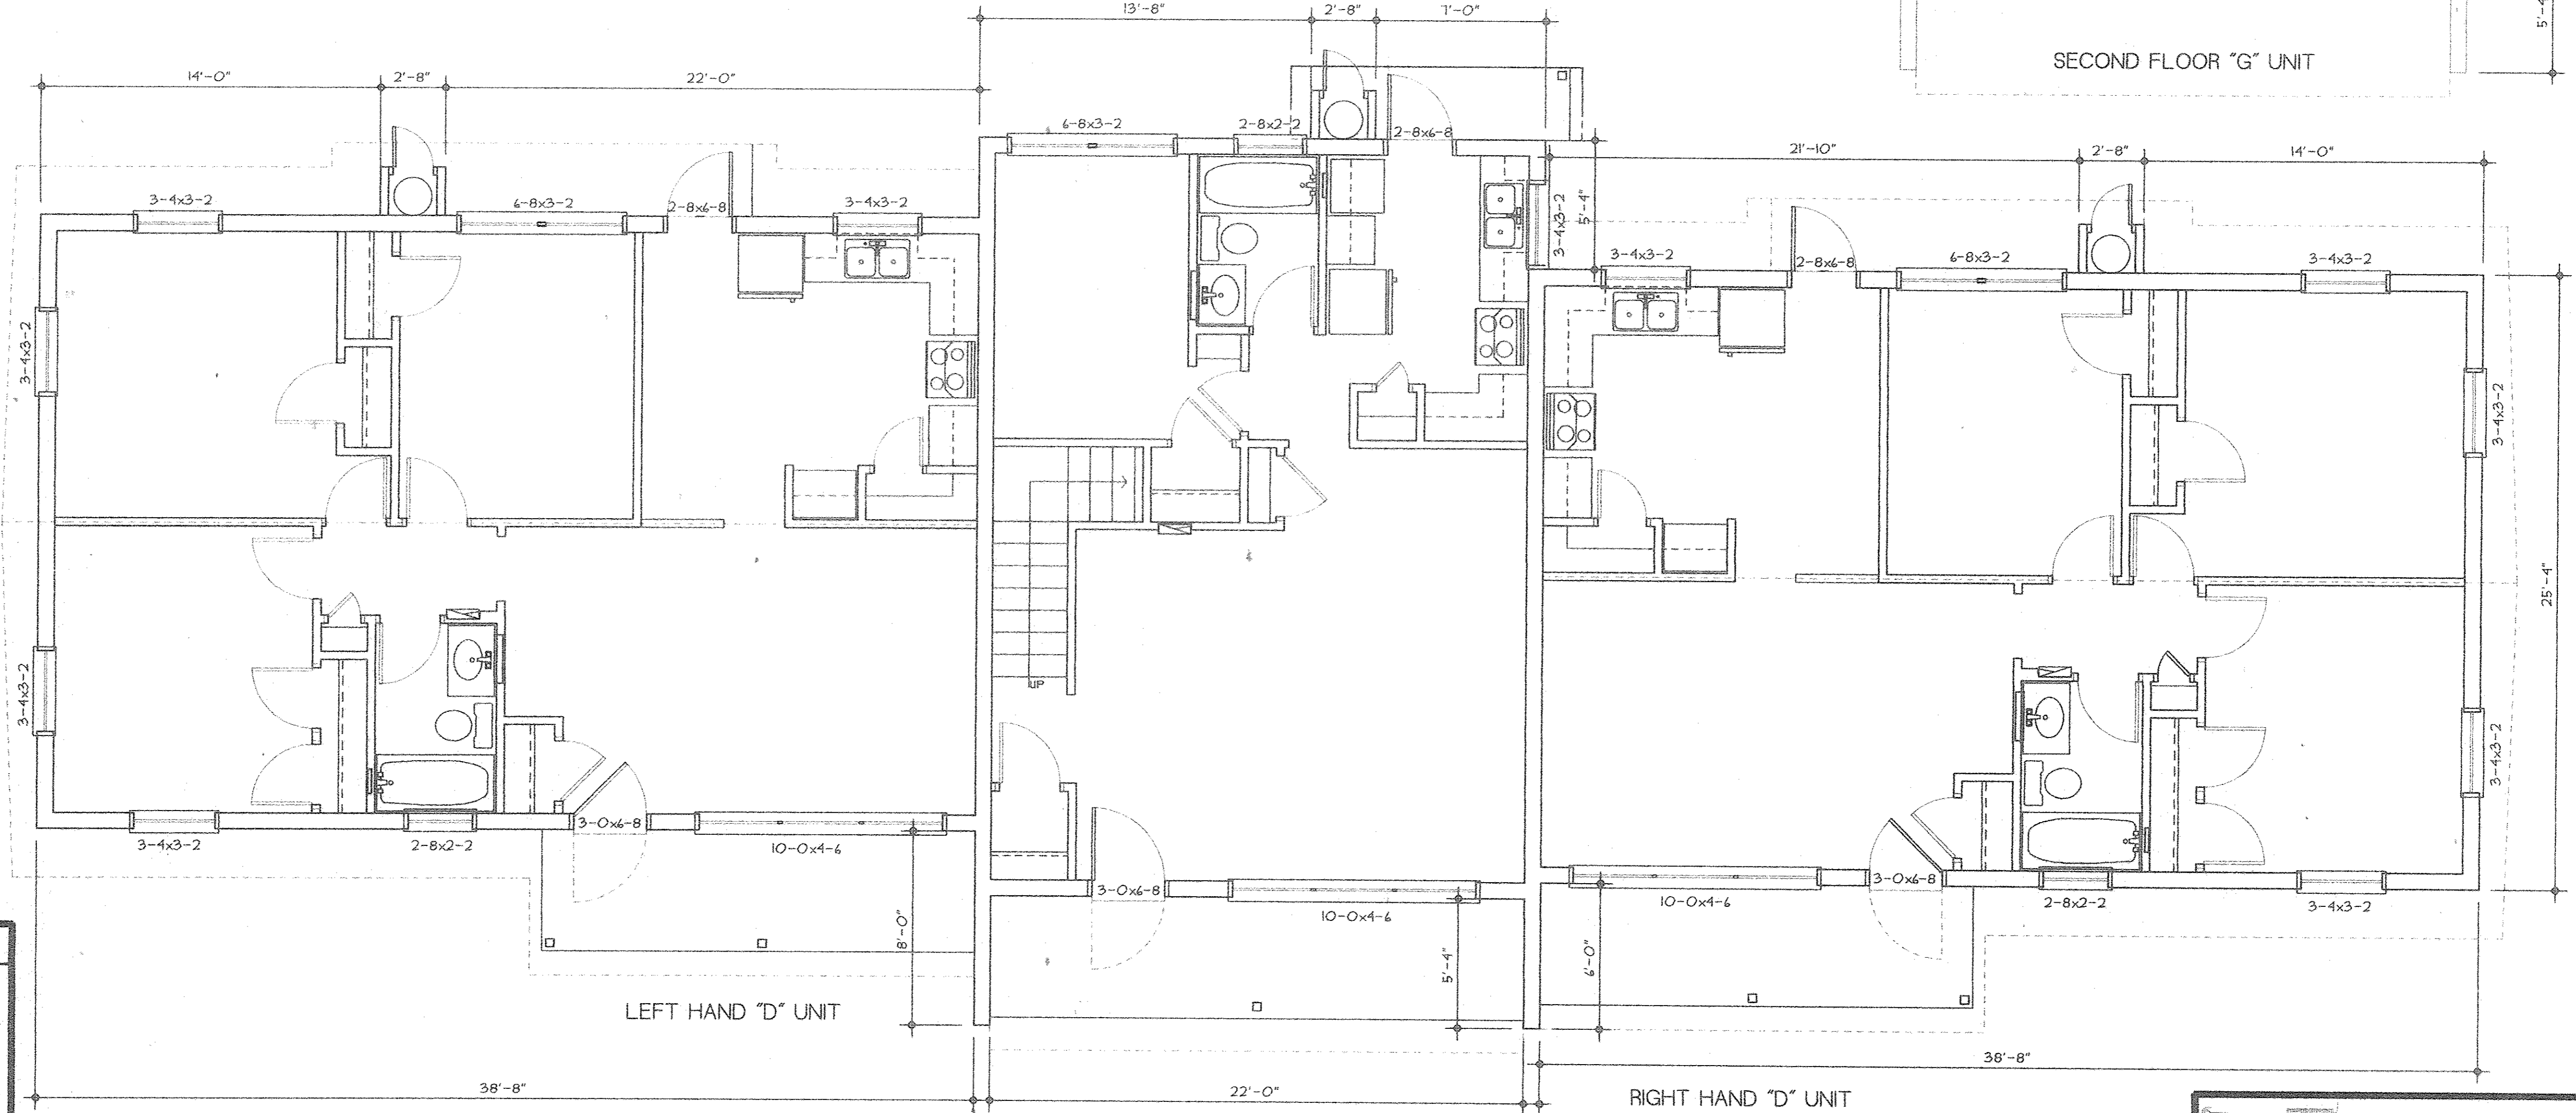 13'-8"
2'-8"
7'-0"
5'-4
SECOND FLOOR "G" UNIT
14'-0"
2'-8"
22'-0"
6-8x3-2
2-8x2-2
2-8x6-8
21'-10"
2'-8"
14'-0"
3-4x3-2
6-8x3-2
2-8x6-8
3-4x3-2
3-4x3-2
5'-4"
3-4x3-2
2-8x6-8
6-8x3-2
3-4x3-2
3-4x3-2
3-4x3-2
25'-4"
3-4x3-2
UP
3-4x3-2
3-0x6-8
3-4x3-2
2-8x2-2
10-0x4-6
3-0x6-8
10-0x4-6
3-0x6-8
10-0x4-6
2-8x2-2
3-4x3-2
8'-0"
5'-4"
6'-0"
LEFT HAND "D" UNIT
38'-8"
38'-8"
22'-0"
RIGHT HAND "D" UNIT